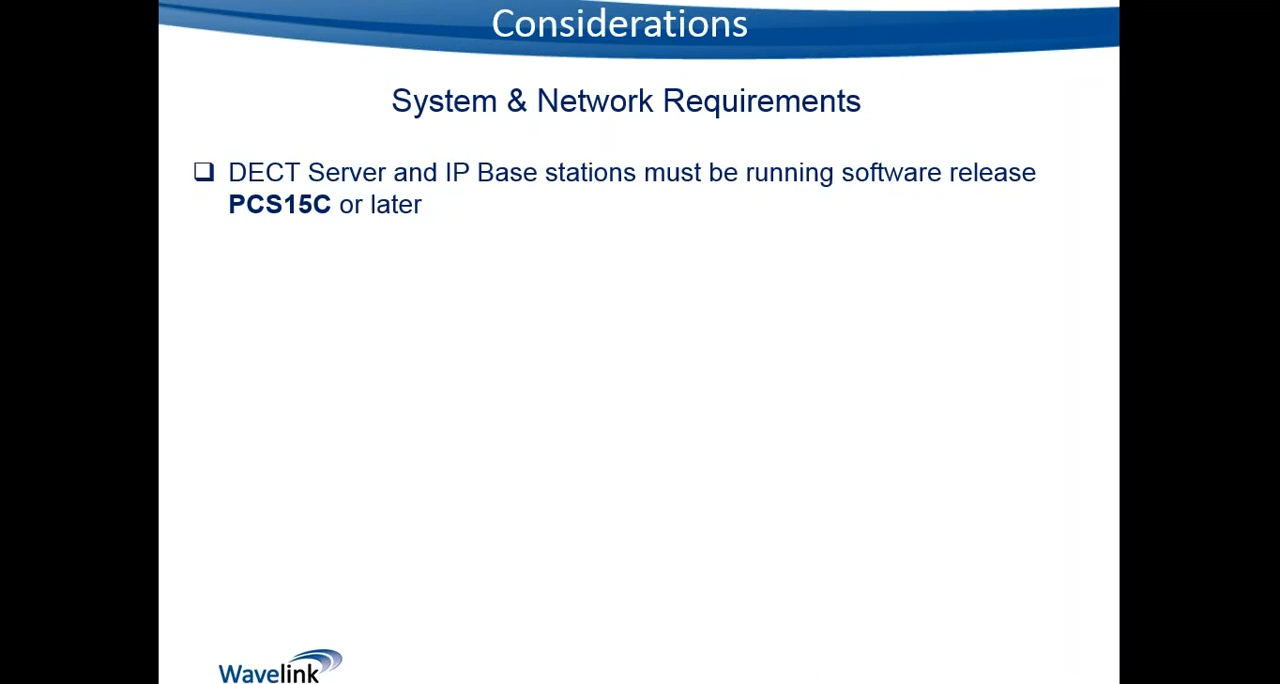 Considerations
System & Network Requirements
DECT Server and IP Base stations must be running software release
PCS15C or later
Wavelink